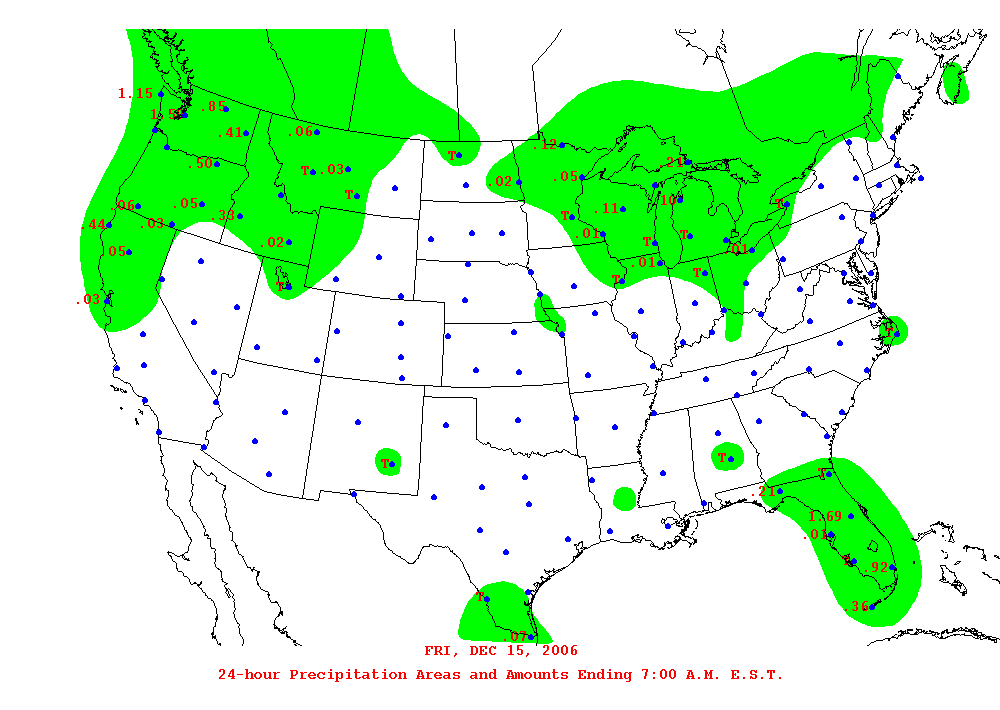 1.15
.85
.41
.06
.12
T
T .03
.50
.21
.02
.05
T
.10
.06
.05
.33
.11
T
T
.44
.03
.01
T
T
.05
.02
.01
.01
T
T
T
.03
T
T
T
T
.21
1.69
.01
.92
T
.36
.07
FRI, DEC 15, 2006
24-hour Precipitation Areas and Amounts Ending 7:00 A.M. E.S.T.